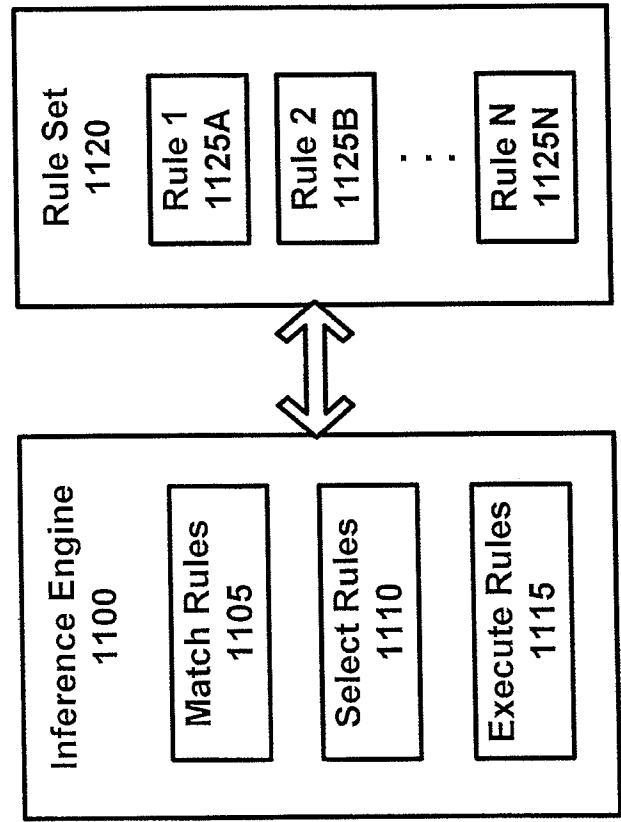 Inference Engine
1100
Match Rules
1105
Select Rules
1110
Execute Rules
1115
Rule Set
1120
Rule 1
1125A
Rule 2
1125B
. . .
Rule N
1125N